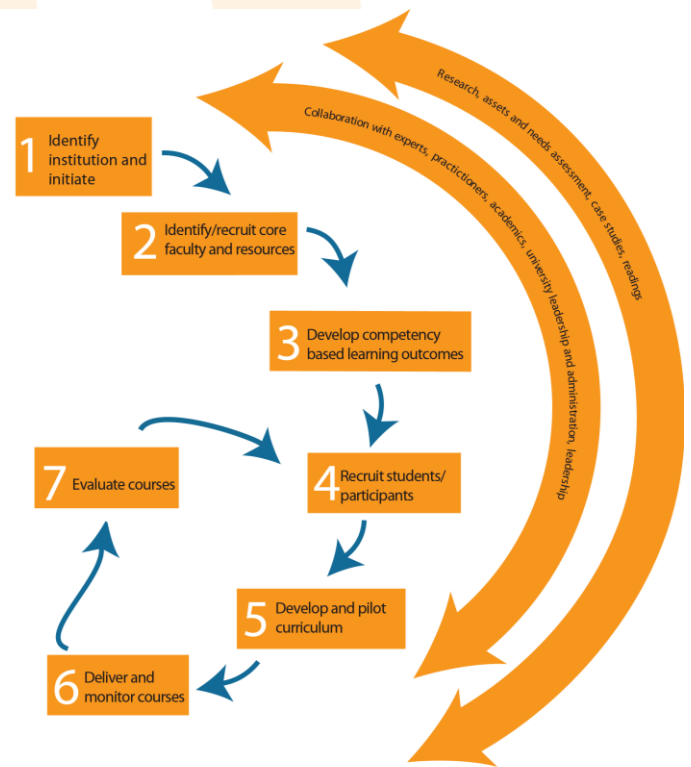 Research, assets and needs assessment, case studies, readings
Collaboration with experts, practictioners, academics, university leadership and administration, leadership
1 Identify
institution and
initiate
2 Identify/recruit core
faculty and resources
3 Develop competency
based learning outcomes
4 Recruit students/
participants
5 Develop and pilot
curriculum
6 Deliver and
monitor courses
7 Evaluate courses